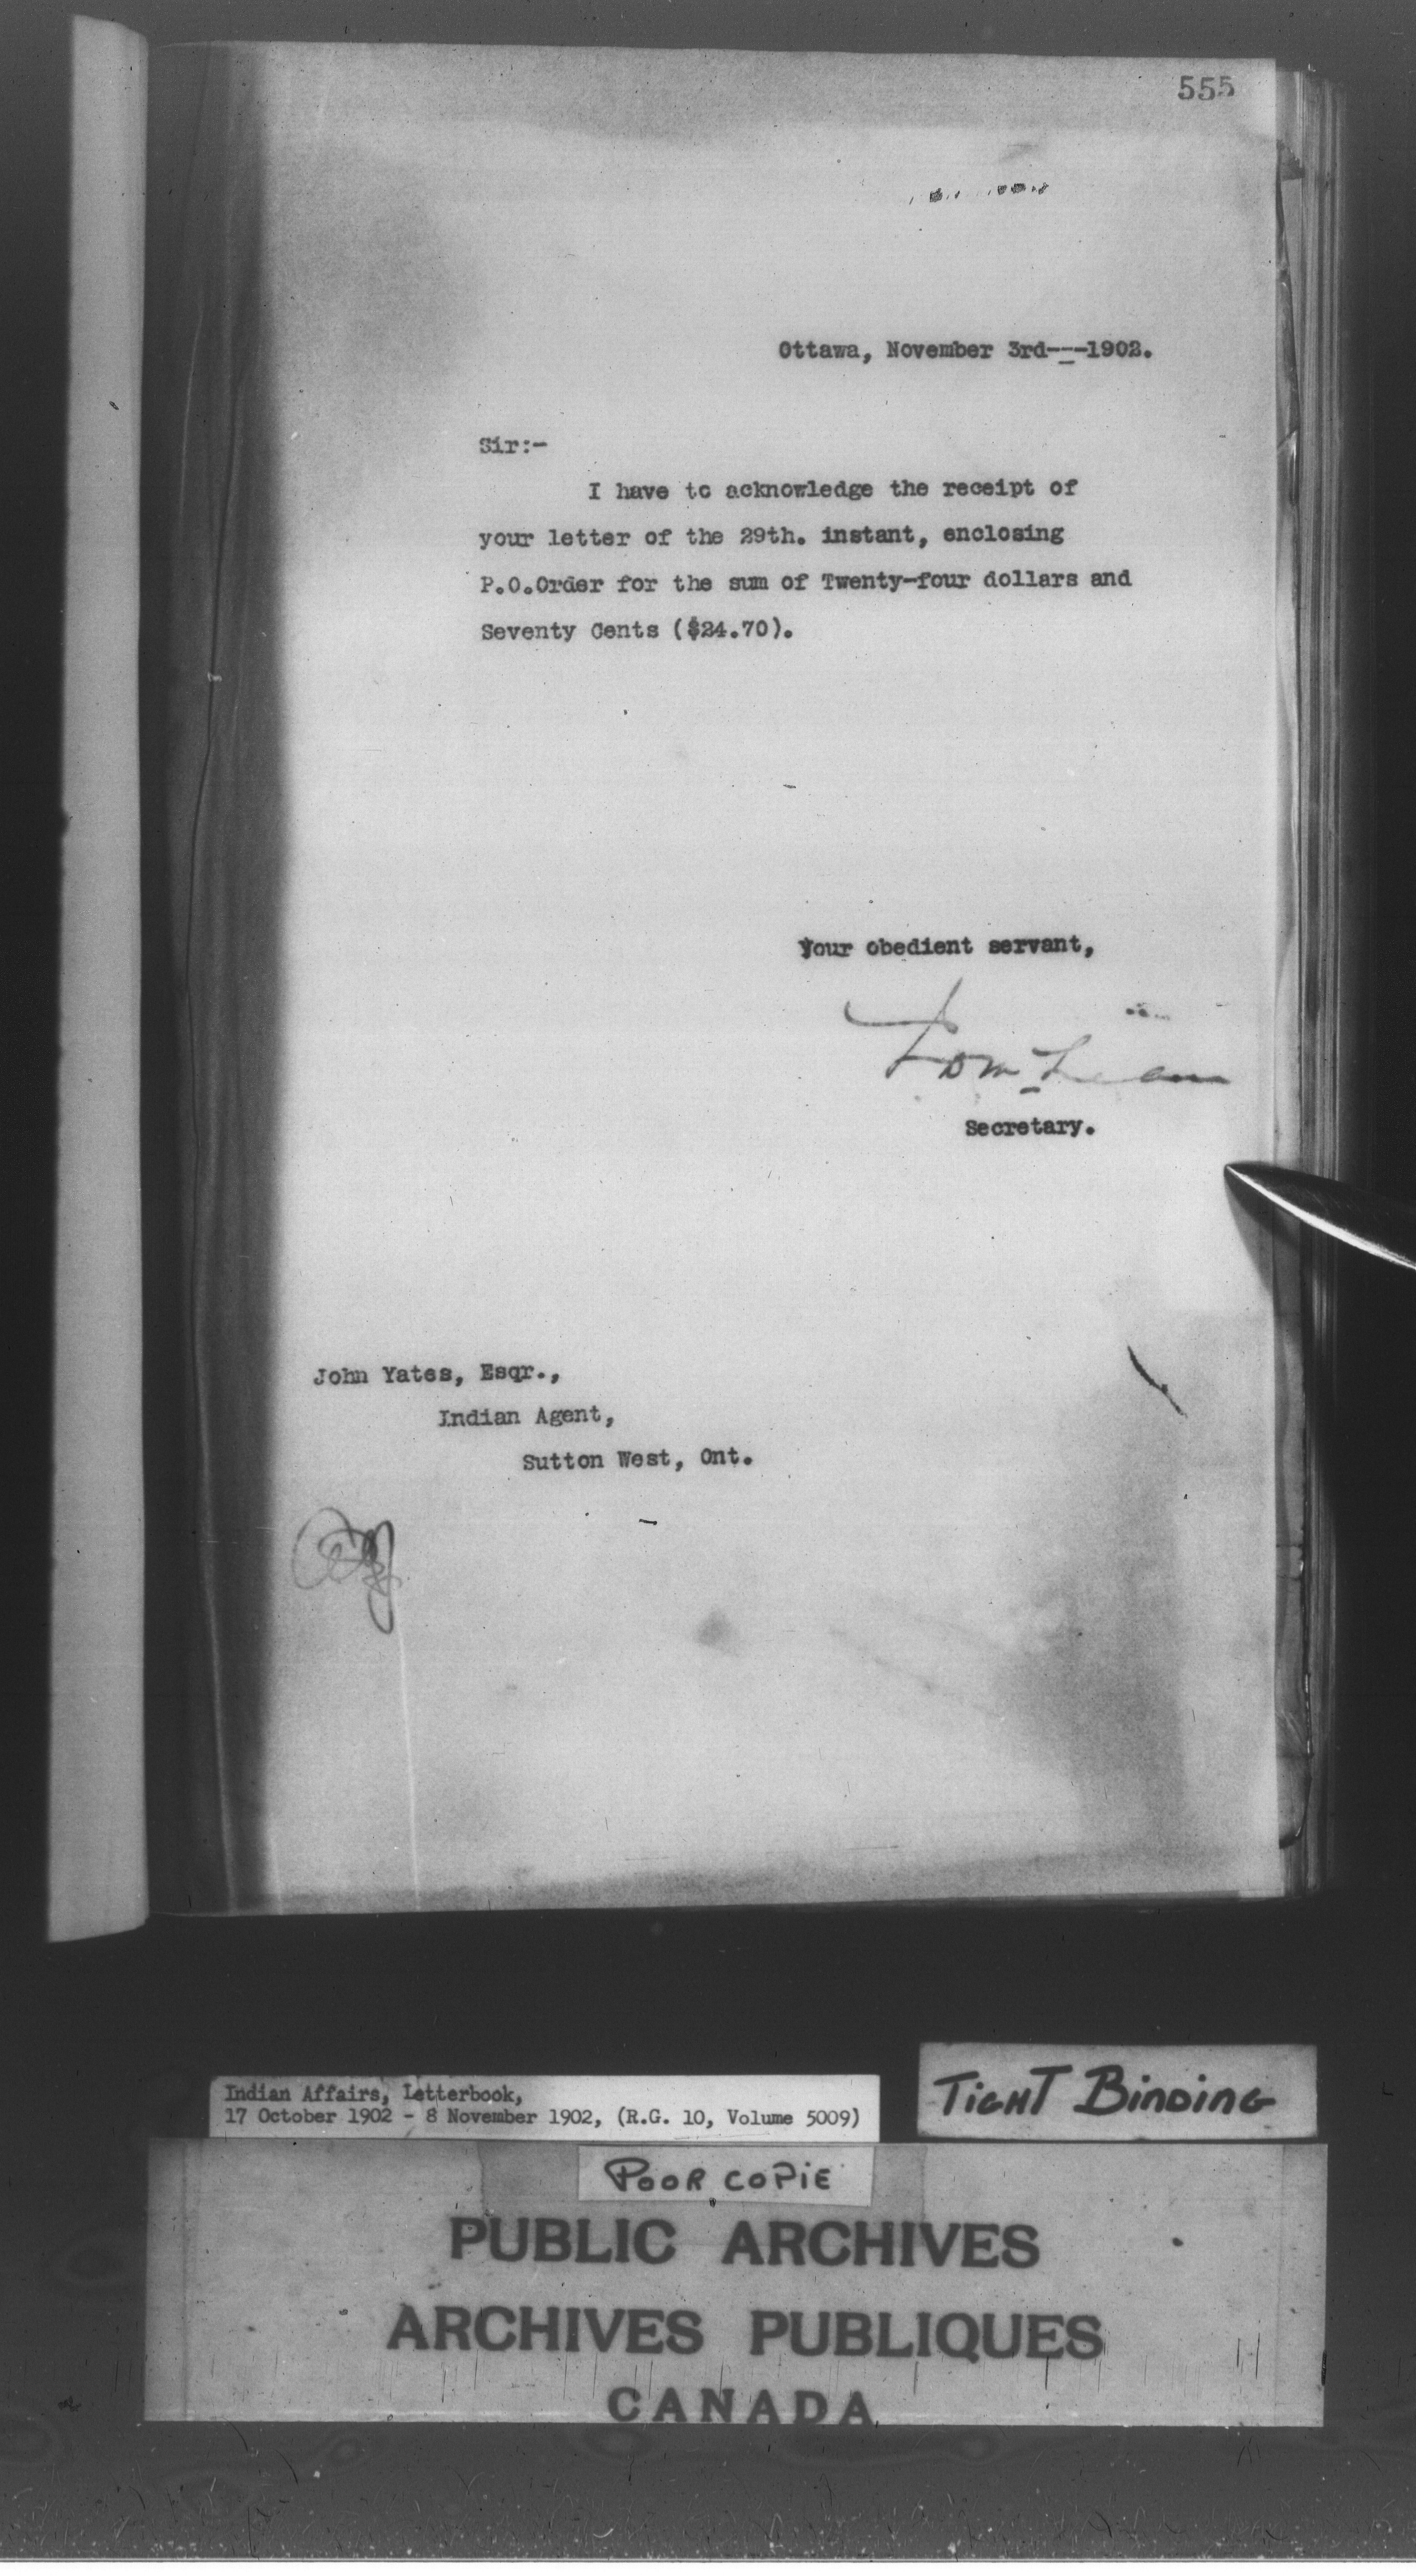 555
Ottawa, November 3rd---1902.
Sir:-
I have to acknowledge the receipt of
your letter of the 29th. instant, enclosing
P.O.Order for the sum of Twenty-four dollars and
Seventy Cents ($24.70).
Your obedient servant,
Secretary.
John Yates, Esqr.,
Indian Agent,
Sutton West, Ont.
Indian Affairs, Letterbook,
17 October 1902 - 8 November 1902, (R.G. 10, Volume 5009)
TIGHT BINDING
POOR COPIE
PUBLIC ARCHIVES
ARCHIVES PUBLIQUES
CANADA